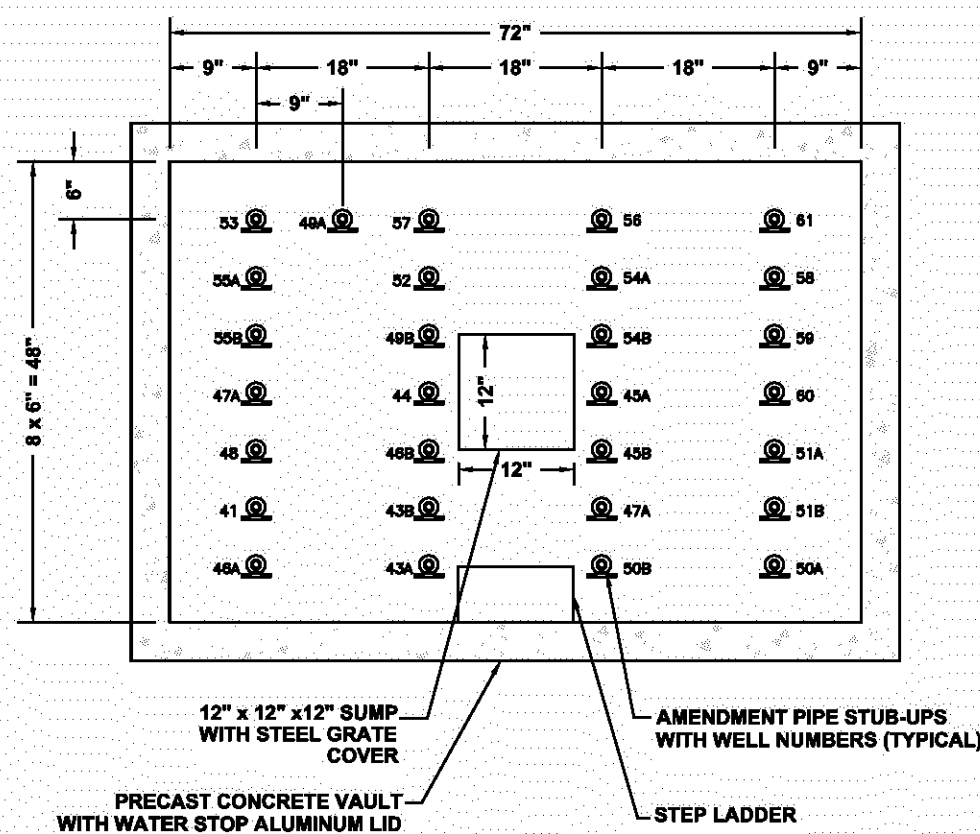 72"
9" 18" 18" 18" 9"
9"
6"
53 49A 57 56 61
55A 52 54A 58
55B 49B 54B 59
8 x 6" = 48"
12"
47A 44 45A 60
48 46B 45B 51A
12"
41 43B 47A 51B
46A 43A 50B 50A
12" x 12" x12" SUMP
WITH STEEL GRATE
COVER
AMENDMENT PIPE STUB-UPS
WITH WELL NUMBERS (TYPICAL)
PRECAST CONCRETE VAULT
WITH WATER STOP ALUMINUM LID
STEP LADDER